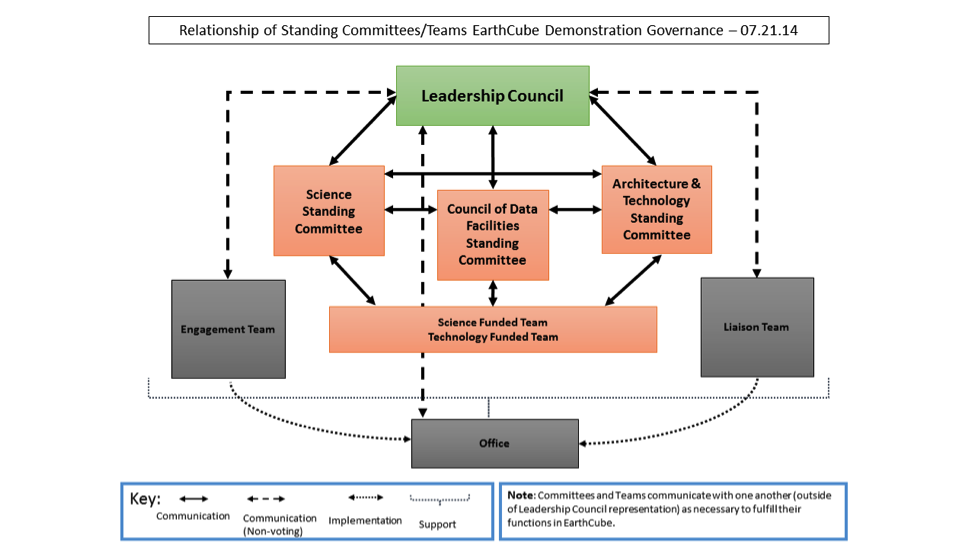 Relationship of Standing Committees/Teams EarthCube Demonstration Governance – 07.21.14
Leadership Council
Science
Standing
Committee
Council of Data
Facilities
Standing
Committee
Architecture &
Technology
Standing
Committee
Engagement Team
Science Funded Team
Technology Funded Team
Liaison Team
Office
Key:
Communication
Communication
(Non-voting)
Implementation
Support
Note: Committees and Teams communicate with one another (outside
of Leadership Council representation) as necessary to fulfill their
functions in EarthCube.